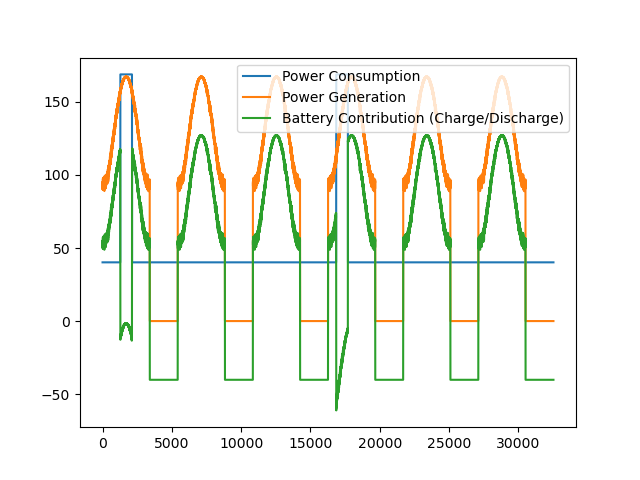 Power Consumption
Power Generation
Battery Contribution (Charge/Discharge)
150
100
50
0
−50
0 5000 10000 15000 20000 25000 30000